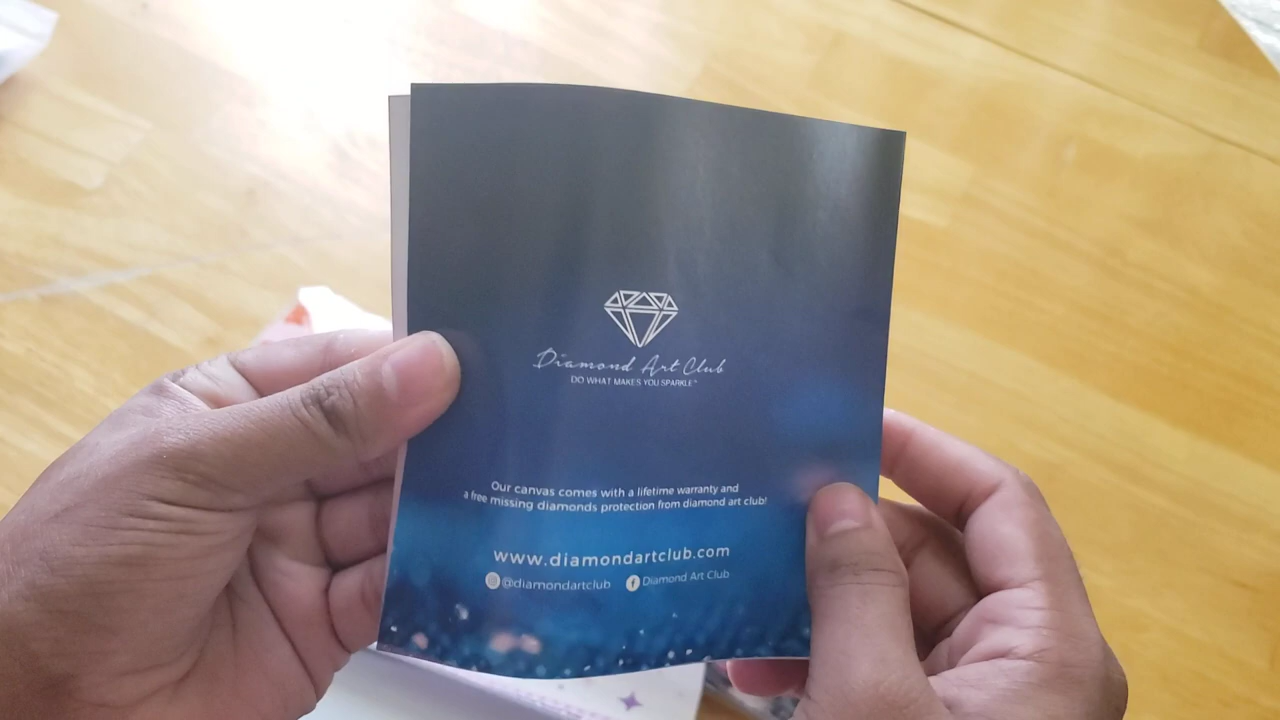 Diamond Art Club
DO WHAT MAKES YOU SPARKLE™
Our canvas comes with a lifetime warranty and
a free missing diamonds protection from diamond art club!
www.diamondartclub.com
@diamondartclub Diamond Art Club